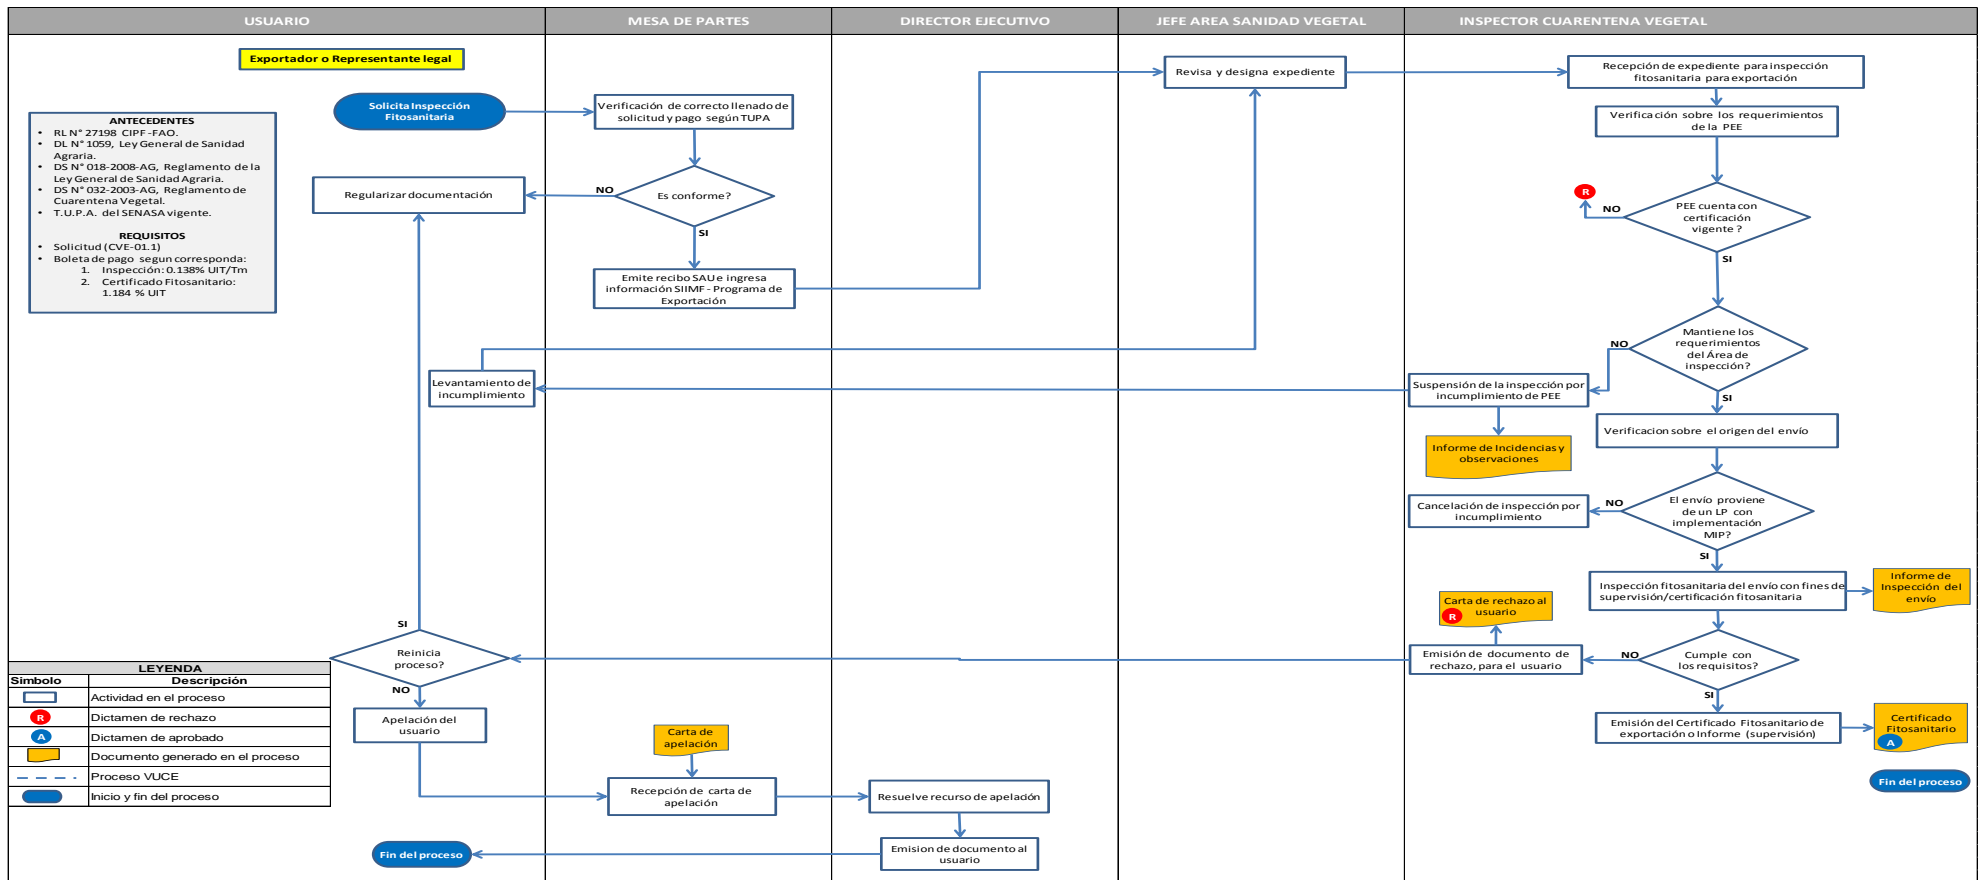 USUARIO
MESA DE PARTES
DIRECTOR EJECUTIVO
JEFE AREA SANIDAD VEGETAL
INSPECTOR CUARENTENA VEGETAL
Exportador o Representante legal
Solicita Inspección
Fitosanitaria
Verificación de correcto llenado de
solicitud y pago según TUPA
Revisa y designa expediente
Recepción de expediente para inspección
fitosanitaria para exportación
Verificación sobre los requerimientos
de la PEE
ANTECEDENTES
• RL N° 27198 CIPF -FAO.
• DL N° 1059, Ley General de Sanidad
Agraria.
• DS N° 018-2008-AG, Reglamento de la
Ley General de Sanidad Agraria.
• DS N° 032-2003-AG, Reglamento de
Cuarentena Vegetal.
• T.U.P.A. del SENASA vigente.
REQUISITOS
• Solicitud (CVE-01.1)
• Boleta de pago segun corresponda:
1. Inspección: 0.138% UIT/Tm
2. Certificado Fitosanitario:
1.184 % UIT
Regularizar documentación
NO
Es conforme?
SI
Emite recibo SAU e ingresa
información SIIMF - Programa de
Exportación
R
NO
PEE cuenta con
certificación
vigente ?
SI
Mantiene los
requerimientos
del Área de
inspección?
NO
SI
Levantamiento de
incumplimiento
Suspensión de la inspección por
incumplimiento de PEE
Informe de Incidencias y
observaciones
Verificacion sobre el origen del envío
El envío proviene
de un LP con
implementación
MIP?
NO
SI
Cancelación de inspección por
incumplimiento
Inspección fitosanitaria del envío con fines de
supervisión/certificación fitosanitaria
Informe de
Inspección del
envío
Carta de rechazo al
usuario
R
Emisión de documento de
rechazo, para el usuario
NO
Cumple con
los requisitos?
SI
Emisión del Certificado Fitosanitario de
exportación o Informe (supervisión)
Certificado
Fitosanitario
A
Fin del proceso
SI
Reinicia
proceso?
NO
Apelación del
usuario
Carta de
apelación
Recepción de carta de
apelación
Resuelve recurso de apelación
Emision de documento al
usuario
Fin del proceso
LEYENDA
Simbolo Descripción
Actividad en el proceso
R Dictamen de rechazo
A Dictamen de aprobado
Documento generado en el proceso
Proceso VUCE
Inicio y fin del proceso